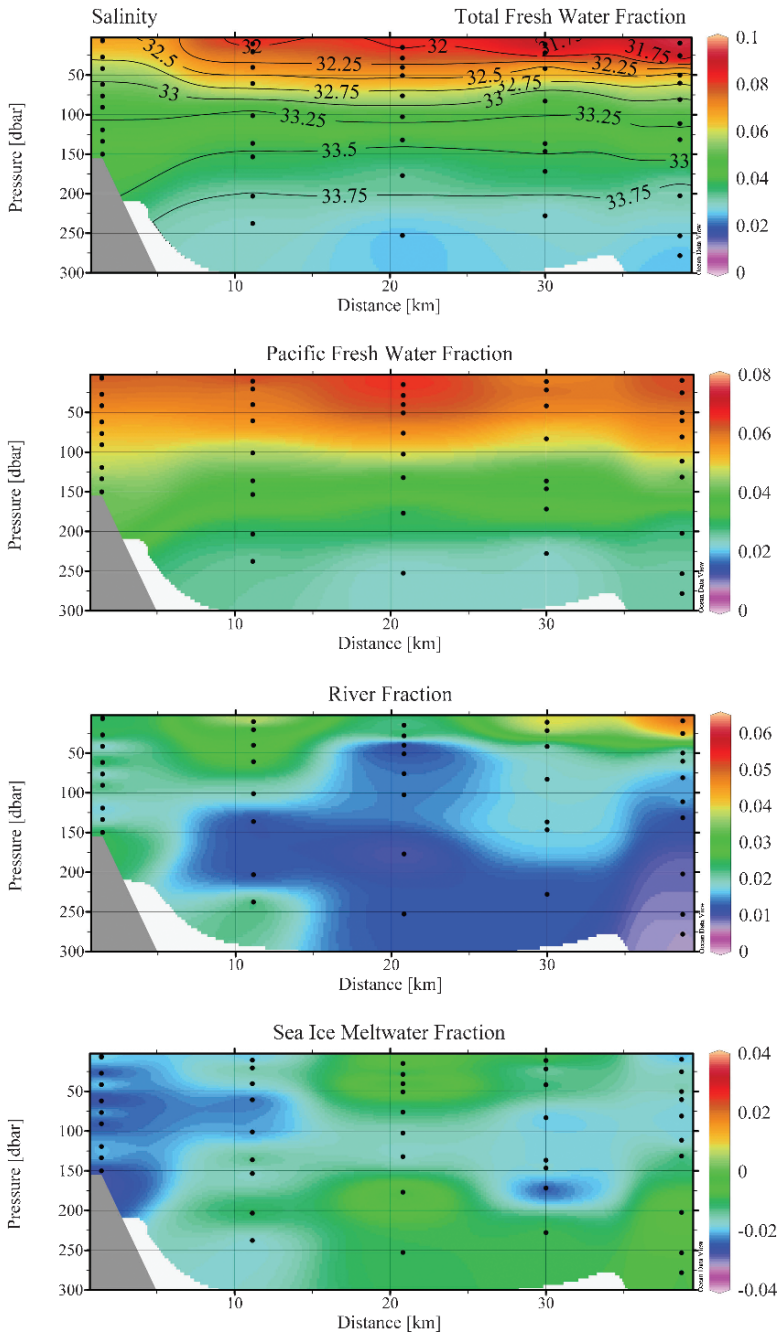 Salinity Total Fresh Water Fraction
32.5 32 32 31.75 31.75
32.25 32.25
32.5
33 32.75 33
33.25 33.25
33.5 33
33.75 33.75
Pressure [dbar]
50
100
150
200
250
300
10 20 30
Distance [km]
0.1
0.08
0.06
0.04
0.02
0
Ocean Data View
Pacific Fresh Water Fraction
Pressure [dbar]
50
100
150
200
250
300
10 20 30
Distance [km]
0.08
0.06
0.04
0.02
0
Ocean Data View
River Fraction
Pressure [dbar]
50
100
150
200
250
300
10 20 30
Distance [km]
0.06
0.05
0.04
0.03
0.02
0.01
0
Ocean Data View
Sea Ice Meltwater Fraction
Pressure [dbar]
50
100
150
200
250
300
10 20 30
Distance [km]
0.04
0.02
0
-0.02
-0.04
Ocean Data View